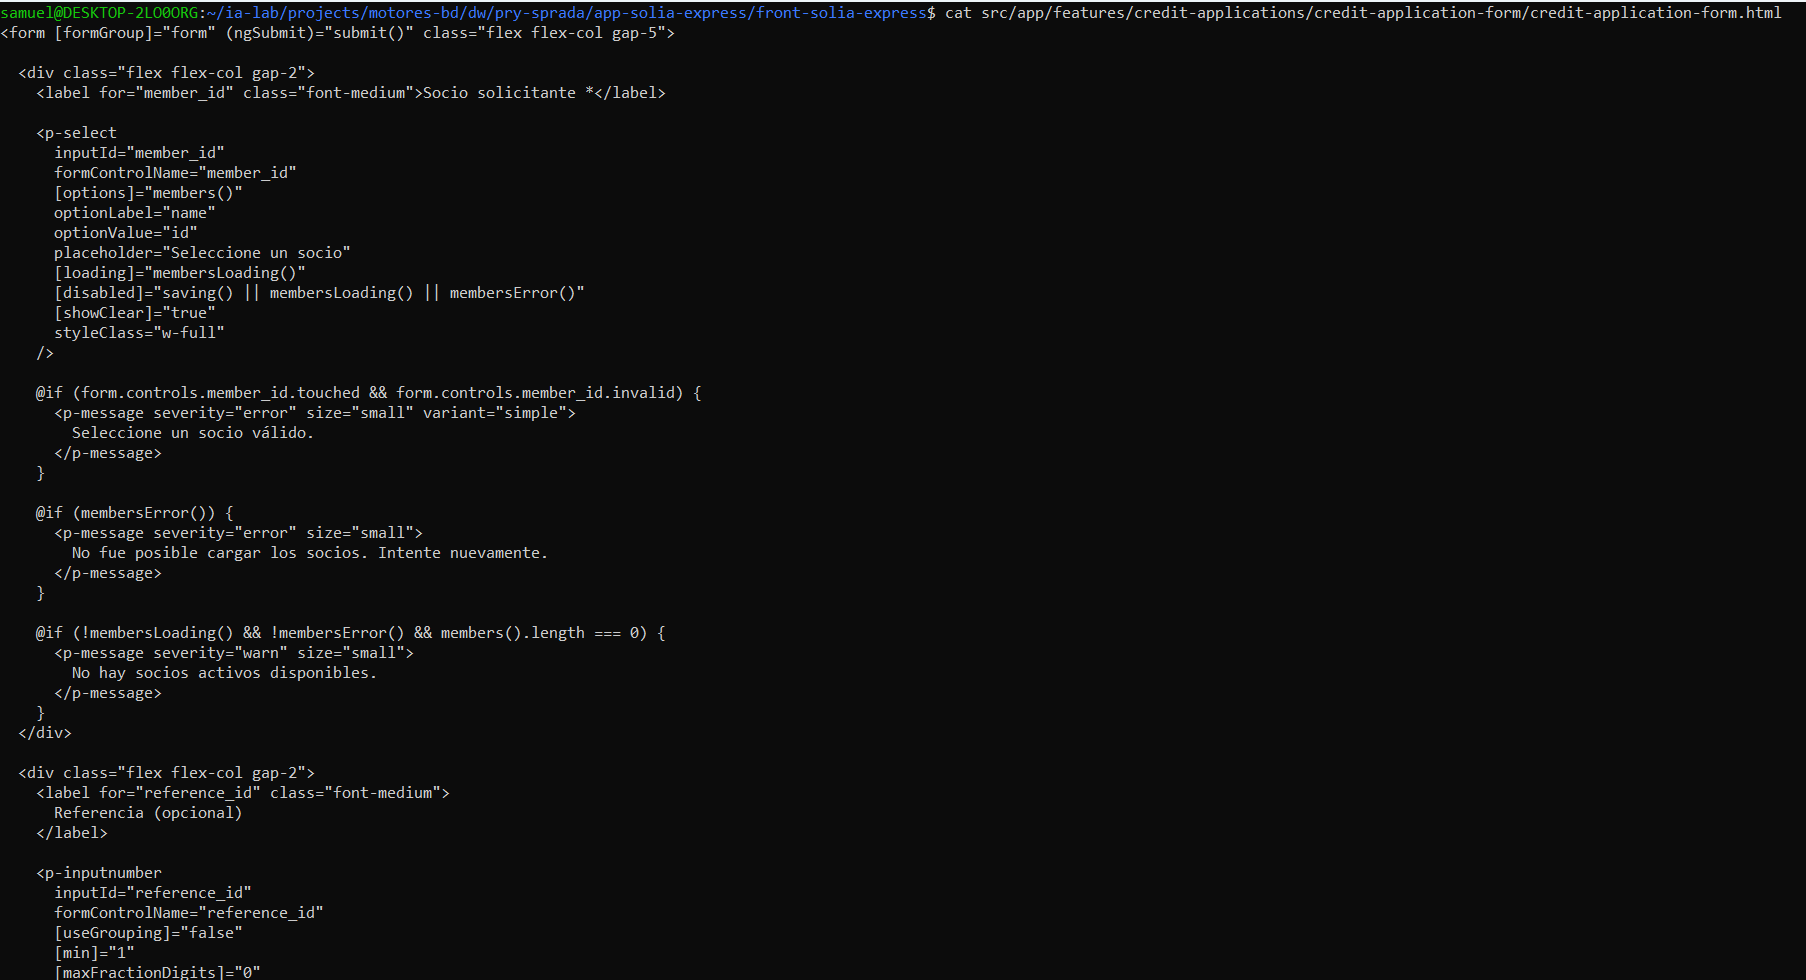 samuel@DESKTOP-2LO0ORG:~/ia-lab/projects/motores-bd/dw/pry-sprada/app-solia-express/front-solia-express$ cat src/app/features/credit-applications/credit-application-form/credit-application-form.html
<form [formGroup]="form" (ngSubmit)="submit()" class="flex flex-col gap-5">
  <div class="flex flex-col gap-2">
    <label for="member_id" class="font-medium">Socio solicitante *</label>
    <p-select
      inputId="member_id"
      formControlName="member_id"
      [options]="members()"
      optionLabel="name"
      optionValue="id"
      placeholder="Seleccione un socio"
      [loading]="membersLoading()"
      [disabled]="saving() || membersLoading() || membersError()"
      [showClear]="true"
      styleClass="w-full"
    />
    @if (form.controls.member_id.touched && form.controls.member_id.invalid) {
      <p-message severity="error" size="small" variant="simple">
        Seleccione un socio válido.
      </p-message>
    }
    @if (membersError()) {
      <p-message severity="error" size="small">
        No fue posible cargar los socios. Intente nuevamente.
      </p-message>
    }
    @if (!membersLoading() && !membersError() && members().length === 0) {
      <p-message severity="warn" size="small">
        No hay socios activos disponibles.
      </p-message>
    }
  </div>
  <div class="flex flex-col gap-2">
    <label for="reference_id" class="font-medium">
      Referencia (opcional)
    </label>
    <p-inputnumber
      inputId="reference_id"
      formControlName="reference_id"
      [useGrouping]="false"
      [min]="1"
      [maxFractionDigits]="0"